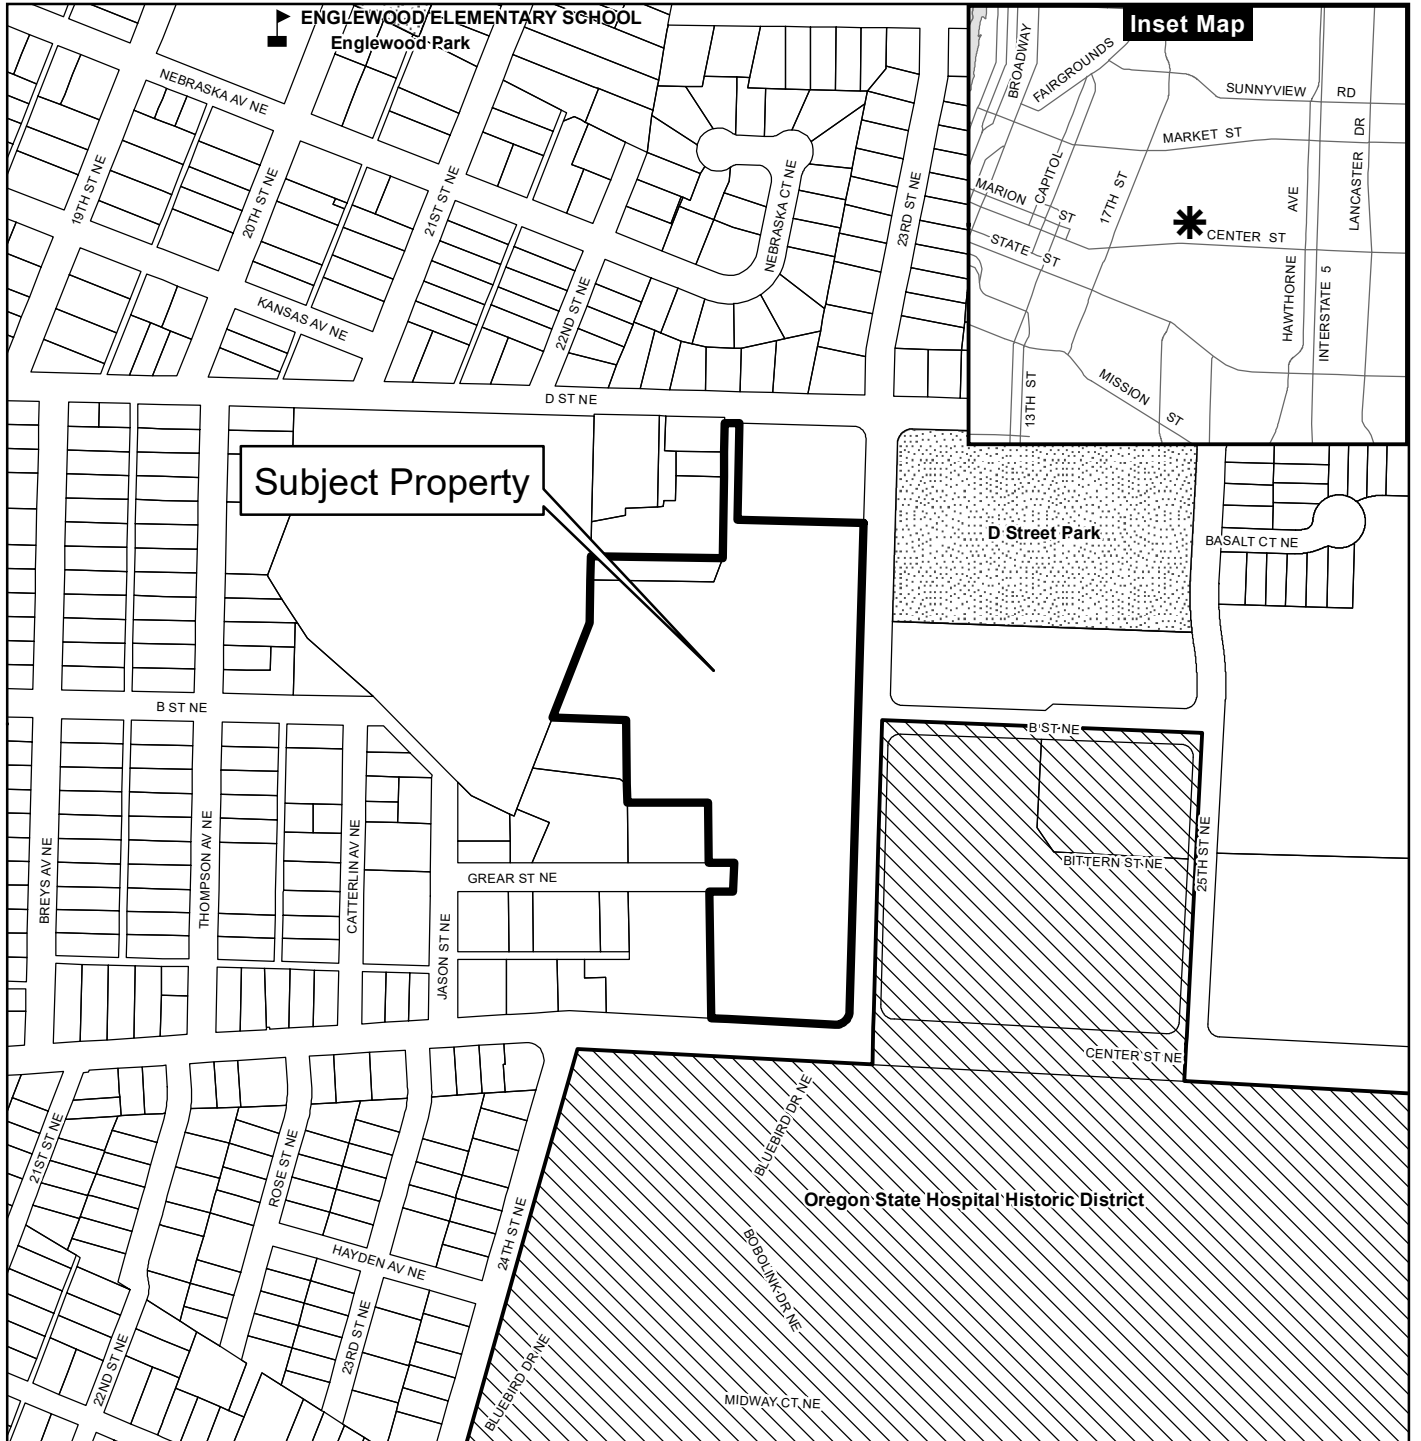 ENGLEWOOD ELEMENTARY SCHOOL
Englewood Park
Inset Map
BROADWAY
FAIRGROUNDS
SUNNYVIEW RD
MARKET ST
LANCASTER DR
CAPITOL
MARION ST
17TH ST
AVE
HAWTHORNE
CENTER ST
STATE ST
INTERSTATE 5
MISSION ST
13TH ST
NEBRASKA AV NE
19TH ST NE
20TH ST NE
21ST ST NE
NEBRASKA CT NE
23RD ST NE
KANSAS AV NE
22ND ST NE
D ST NE
Subject Property
D Street Park
BASALT CT NE
B ST NE
B ST NE
BREYS AV NE
THOMPSON AV NE
CATTERLIN AV NE
JASON ST NE
GREAR ST NE
BITTERN ST NE
25TH ST NE
CENTER ST NE
21ST ST NE
ROSE ST NE
24TH ST NE
BLUEBIRD DR NE
Oregon State Hospital Historic District
HAYDEN AV NE
BOBOLINK DR NE
22ND ST NE
23RD ST NE
BLUEBIRD DR NE
MIDWAY CT NE